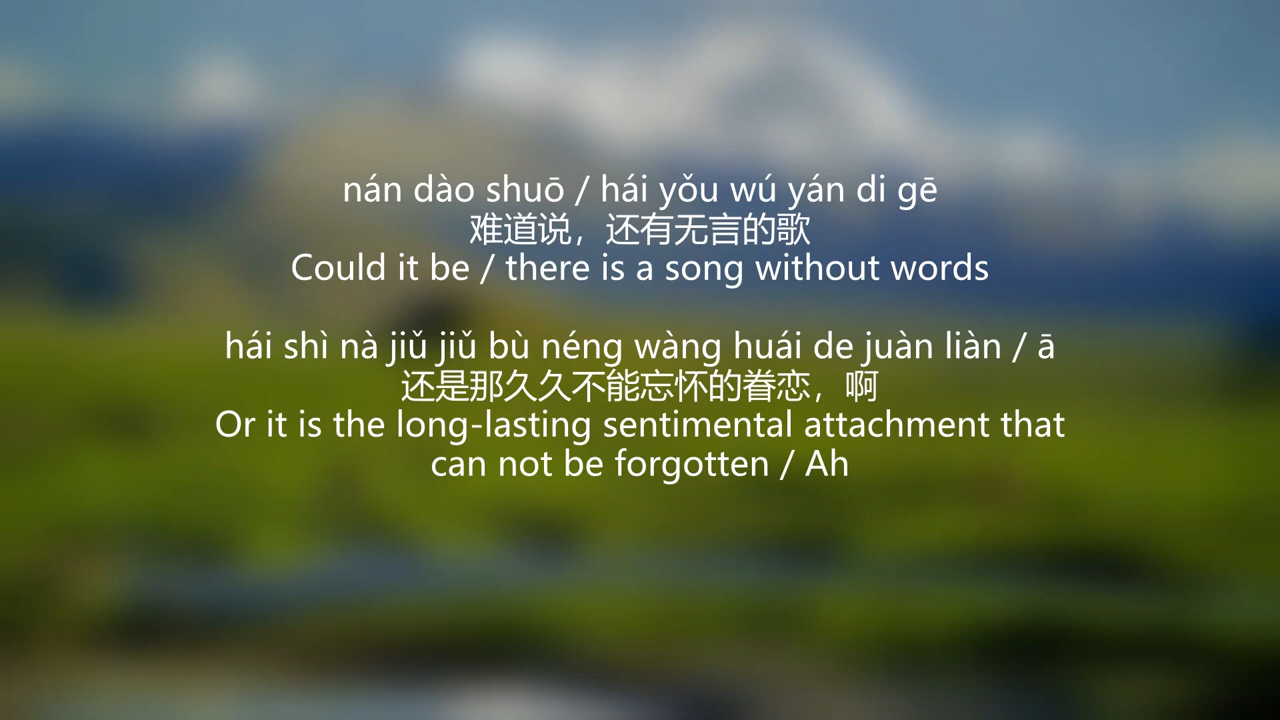 nán dào shuō / hái yǒu wú yán di gē
难道说，还有无言的歌
Could it be / there is a song without words
hái shì nà jiǔ jiǔ bù néng wàng huái de juàn liàn / ā
还是那久久不能忘怀的眷恋，啊
Or it is the long-lasting sentimental attachment that
can not be forgotten / Ah